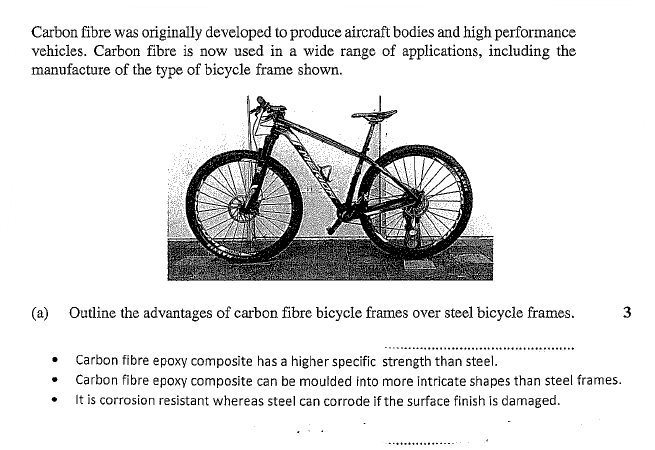 Carbon fibre was originally developed to produce aircraft bodies and high performance
vehicles. Carbon fibre is now used in a wide range of applications, including the
manufacture of the type of bicycle frame shown.
(a) Outline the advantages of carbon fibre bicycle frames over steel bicycle frames. 3
• Carbon fibre epoxy composite has a higher specific strength than steel.
• Carbon fibre epoxy composite can be moulded into more intricate shapes than steel frames.
• It is corrosion resistant whereas steel can corrode if the surface finish is damaged.